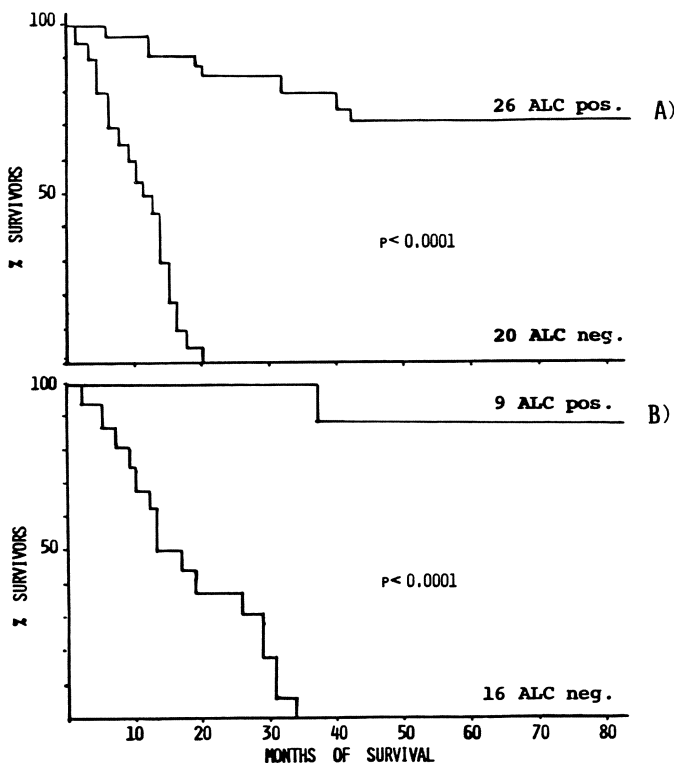 100
26 ALC pos.
A)
50
% SURVIVORS
P< 0.0001
20 ALC neg.
100
9 ALC pos.
B)
50
% SURVIVORS
P< 0.0001
16 ALC neg.
10 20 30 40 50 60 70 80
MONTHS OF SURVIVAL